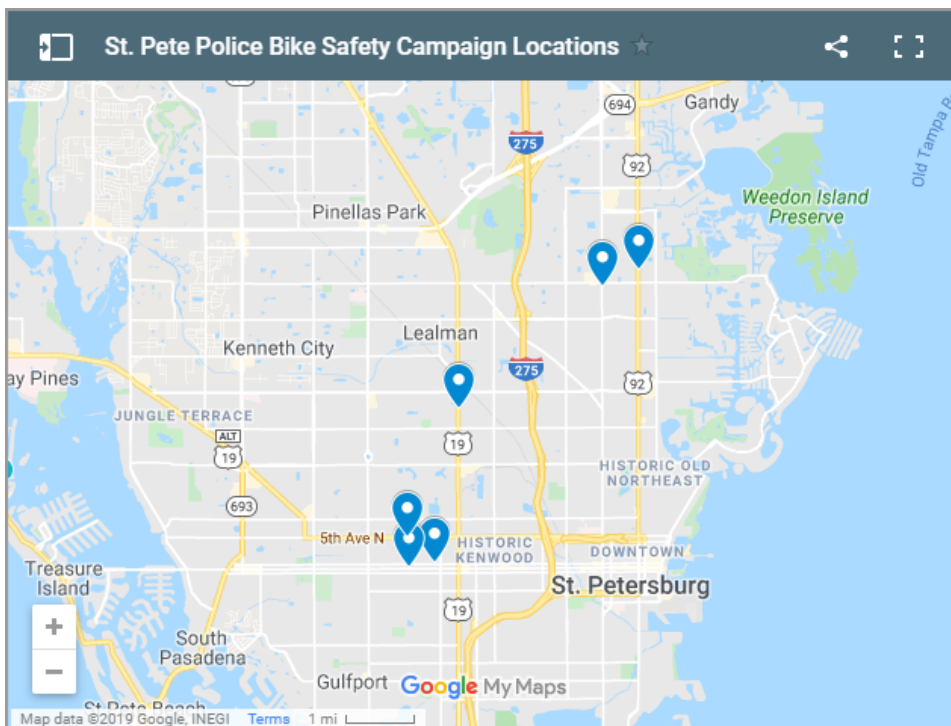 St. Pete Police Bike Safety Campaign Locations
694
Gandy
275
92
Old Tampa B
Weedon Island
Preserve
Pinellas Park
Lealman
Kenneth City
275
ay Pines
92
JUNGLE TERRACE
ALT
19
19
HISTORIC OLD
NORTHEAST
693
5th Ave N
HISTORIC
KENWOOD
DOWNTOWN
Treasure
Island
St. Petersburg
19
+
−
South
Pasadena
Gulfport
Google My Maps
St Pete Beach
Map data ©2019 Google, INEGI
Terms
1 mi